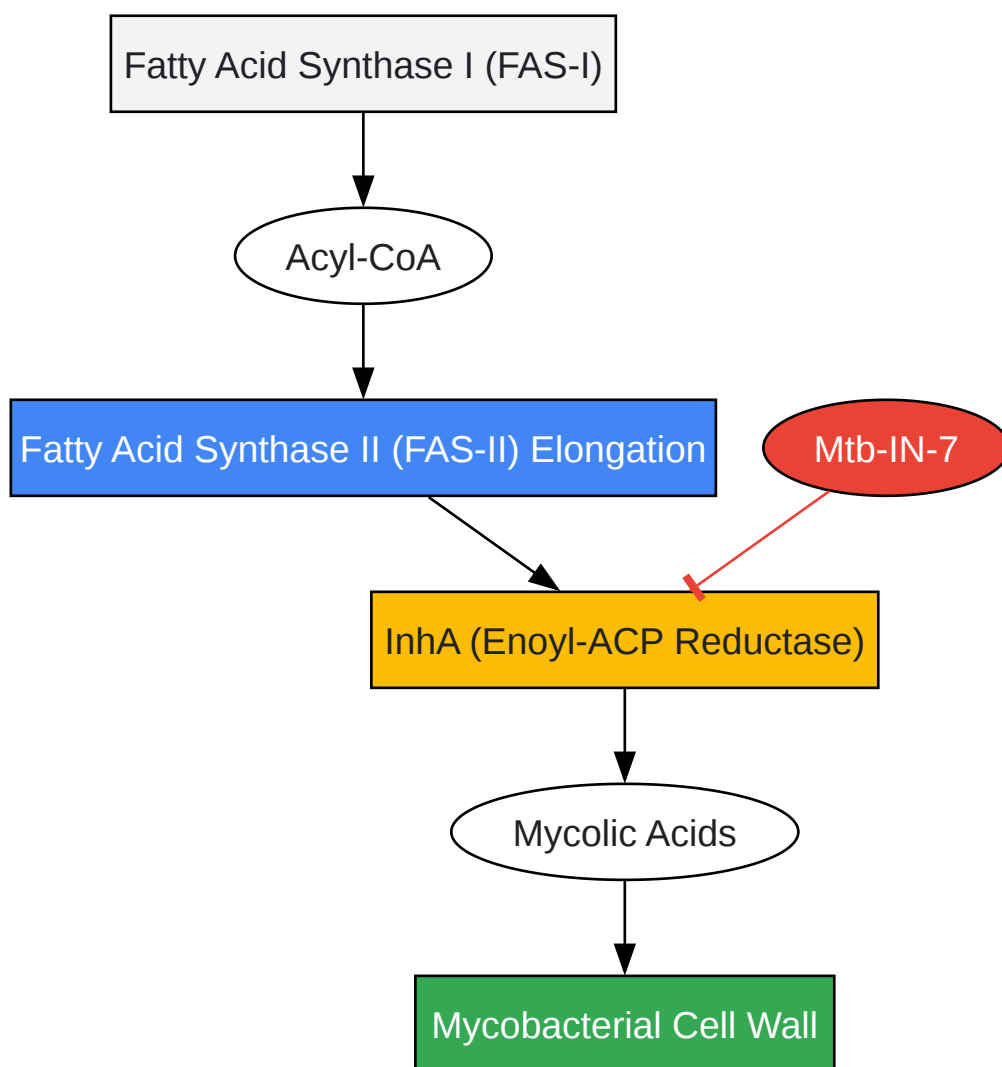 Fatty Acid Synthase I (FAS-I)
Acyl-CoA
Fatty Acid Synthase II (FAS-II) Elongation
Mtb-IN-7
InhA (Enoyl-ACP Reductase)
Mycolic Acids
Mycobacterial Cell Wall